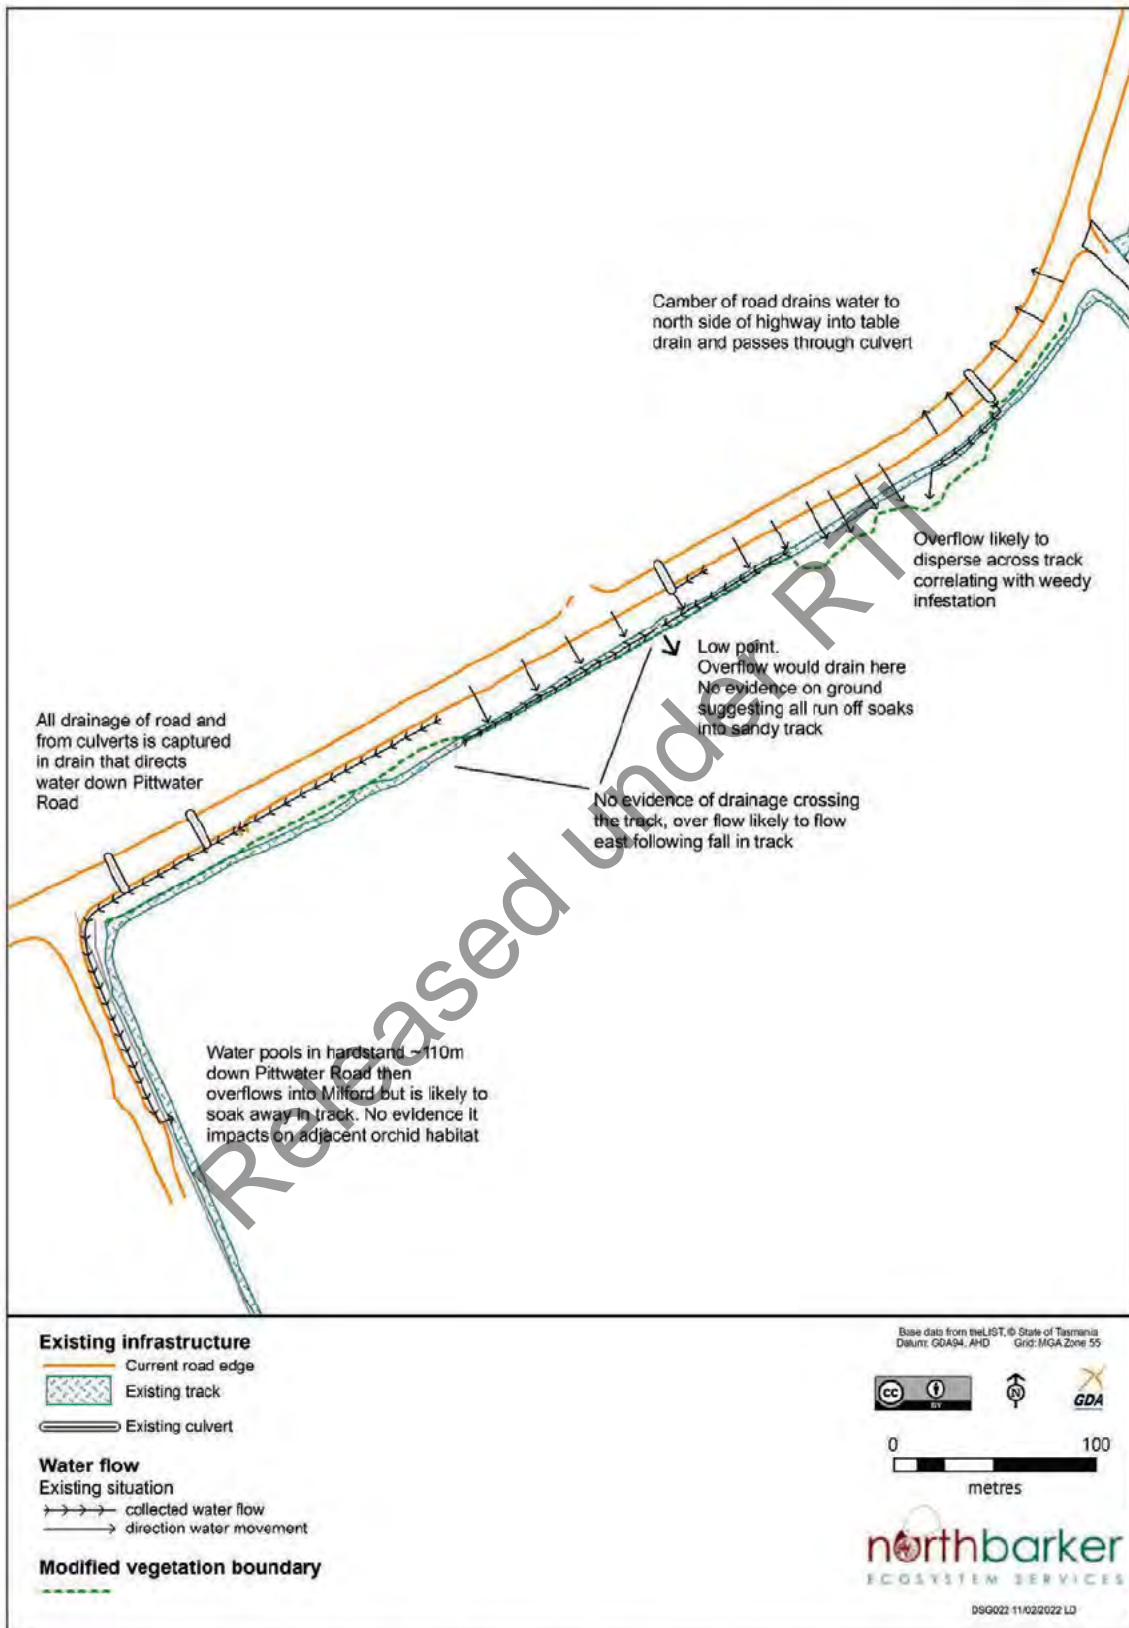 Camber of road drains water to
north side of highway into table
drain and passes through culvert
Overflow likely to
disperse across track
correlating with weedy
infestation
Low point.
Overflow would drain here
No evidence on ground
suggesting all run off soaks
into sandy track
All drainage of road and
from culverts is captured
in drain that directs
water down Pittwater
Road
No evidence of drainage crossing
the track, over flow likely to flow
east following fall in track
Water pools in hardstand ~110m
down Pittwater Road then
overflows into Milford but is likely to
soak away in track. No evidence it
impacts on adjacent orchid habitat
Released under RTI
Existing infrastructure
Current road edge
Existing track
Existing culvert
Water flow
Existing situation
collected water flow
direction water movement
Modified vegetation boundary
Base data from theLIST, © State of Tasmania
Datum: GDA94, AHD Grid: MGA Zone 55
cc
BY
N
GDA
0 100
metres
northbarker
ECOSYSTEM SERVICES
DSG022 11/02/2022 LD